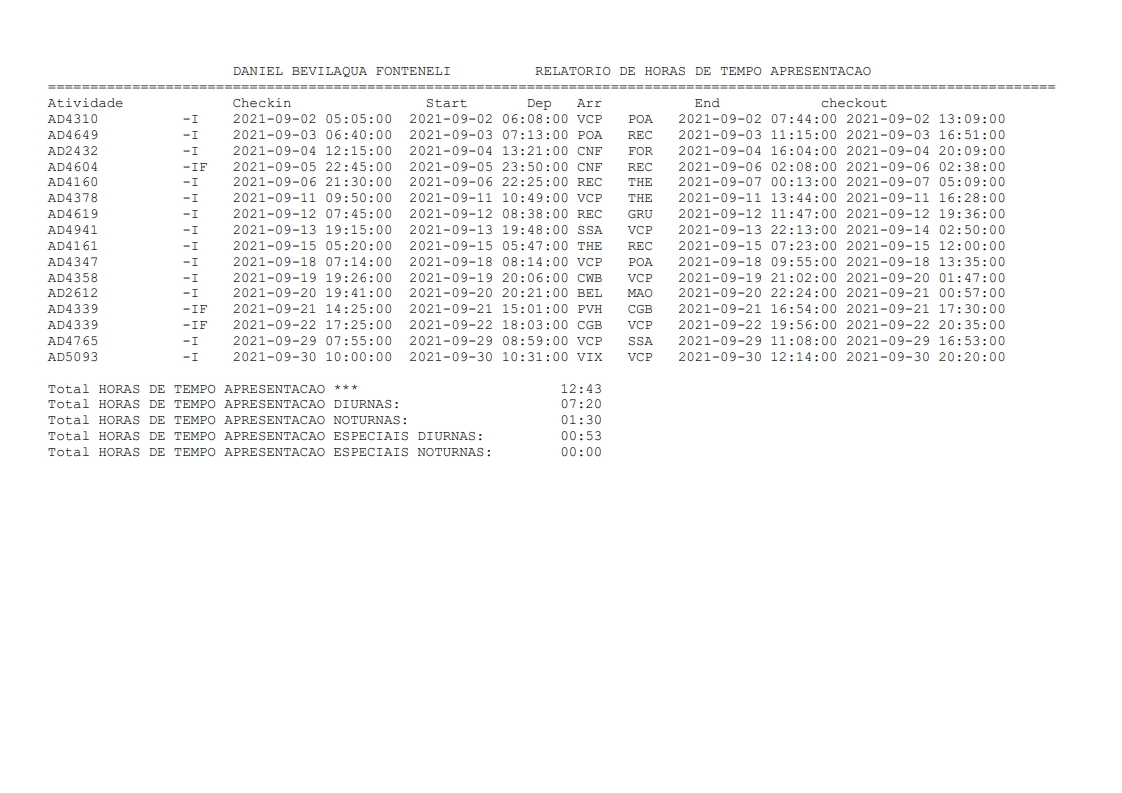 DANIEL BEVILAQUA FONTENELI RELATORIO DE HORAS DE TEMPO APRESENTACAO
========================================================================================================================
Atividade Checkin Start Dep Arr End checkout
AD4310 -I 2021-09-02 05:05:00 2021-09-02 06:08:00 VCP POA 2021-09-02 07:44:00 2021-09-02 13:09:00
AD4649 -I 2021-09-03 06:40:00 2021-09-03 07:13:00 POA REC 2021-09-03 11:15:00 2021-09-03 16:51:00
AD2432 -I 2021-09-04 12:15:00 2021-09-04 13:21:00 CNF FOR 2021-09-04 16:04:00 2021-09-04 20:09:00
AD4604 -IF 2021-09-05 22:45:00 2021-09-05 23:50:00 CNF REC 2021-09-06 02:08:00 2021-09-06 02:38:00
AD4160 -I 2021-09-06 21:30:00 2021-09-06 22:25:00 REC THE 2021-09-07 00:13:00 2021-09-07 05:09:00
AD4378 -I 2021-09-11 09:50:00 2021-09-11 10:49:00 VCP THE 2021-09-11 13:44:00 2021-09-11 16:28:00
AD4619 -I 2021-09-12 07:45:00 2021-09-12 08:38:00 REC GRU 2021-09-12 11:47:00 2021-09-12 19:36:00
AD4941 -I 2021-09-13 19:15:00 2021-09-13 19:48:00 SSA VCP 2021-09-13 22:13:00 2021-09-14 02:50:00
AD4161 -I 2021-09-15 05:20:00 2021-09-15 05:47:00 THE REC 2021-09-15 07:23:00 2021-09-15 12:00:00
AD4347 -I 2021-09-18 07:14:00 2021-09-18 08:14:00 VCP POA 2021-09-18 09:55:00 2021-09-18 13:35:00
AD4358 -I 2021-09-19 19:26:00 2021-09-19 20:06:00 CWB VCP 2021-09-19 21:02:00 2021-09-20 01:47:00
AD2612 -I 2021-09-20 19:41:00 2021-09-20 20:21:00 BEL MAO 2021-09-20 22:24:00 2021-09-21 00:57:00
AD4339 -IF 2021-09-21 14:25:00 2021-09-21 15:01:00 PVH CGB 2021-09-21 16:54:00 2021-09-21 17:30:00
AD4339 -IF 2021-09-22 17:25:00 2021-09-22 18:03:00 CGB VCP 2021-09-22 19:56:00 2021-09-22 20:35:00
AD4765 -I 2021-09-29 07:55:00 2021-09-29 08:59:00 VCP SSA 2021-09-29 11:08:00 2021-09-29 16:53:00
AD5093 -I 2021-09-30 10:00:00 2021-09-30 10:31:00 VIX VCP 2021-09-30 12:14:00 2021-09-30 20:20:00
Total HORAS DE TEMPO APRESENTACAO *** 12:43
Total HORAS DE TEMPO APRESENTACAO DIURNAS: 07:20
Total HORAS DE TEMPO APRESENTACAO NOTURNAS: 01:30
Total HORAS DE TEMPO APRESENTACAO ESPECIAIS DIURNAS: 00:53
Total HORAS DE TEMPO APRESENTACAO ESPECIAIS NOTURNAS: 00:00